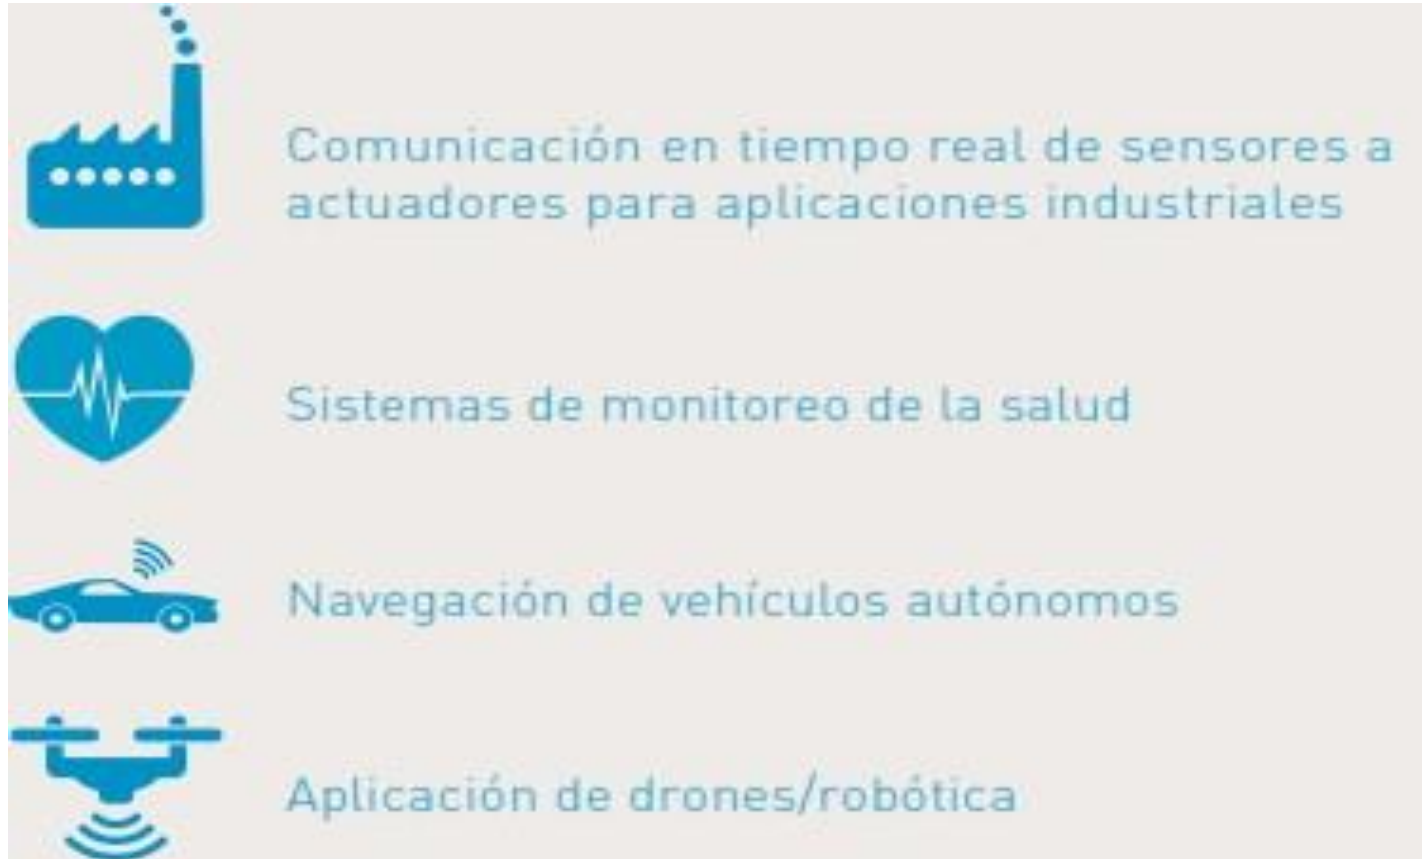 Comunicación en tiempo real de sensores a
actuadores para aplicaciones industriales
Sistemas de monitoreo de la salud
Navegación de vehículos autónomos
Aplicación de drones/robótica